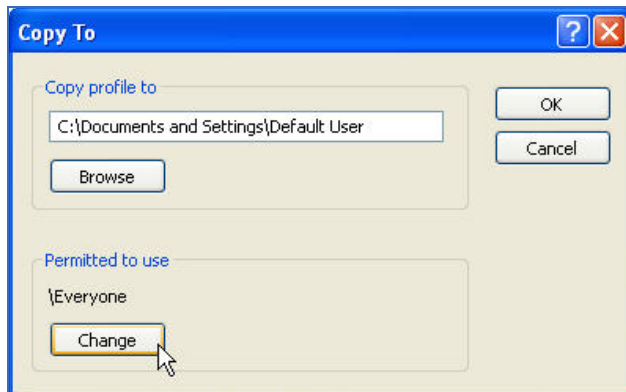 Copy To
Copy profile to
C:\Documents and Settings\Default User
Browse
OK
Cancel
Permitted to use
\Everyone
Change